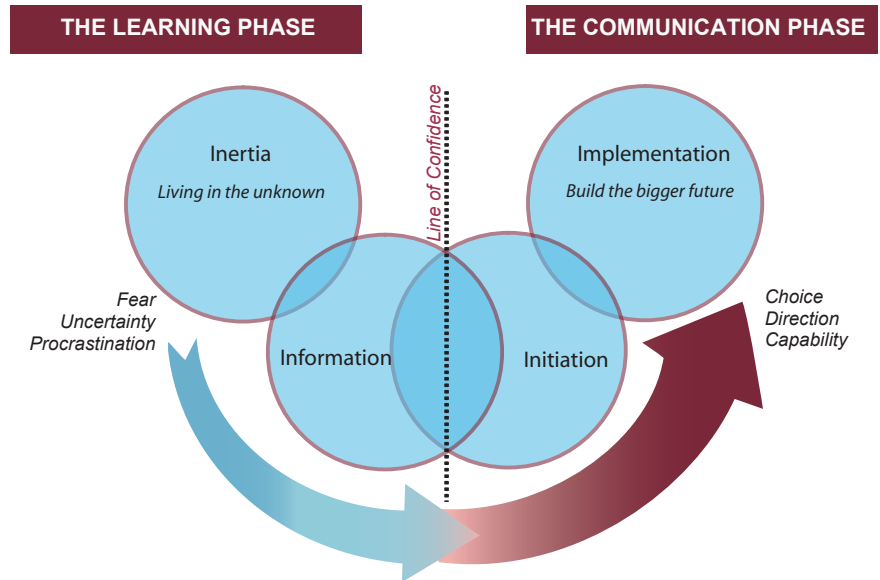 THE LEARNING PHASE
THE COMMUNICATION PHASE
Line of Confidence
Inertia
Living in the unknown
Implementation
Build the bigger future
Fear
Uncertainty
Procrastination
Information
Initiation
Choice
Direction
Capability